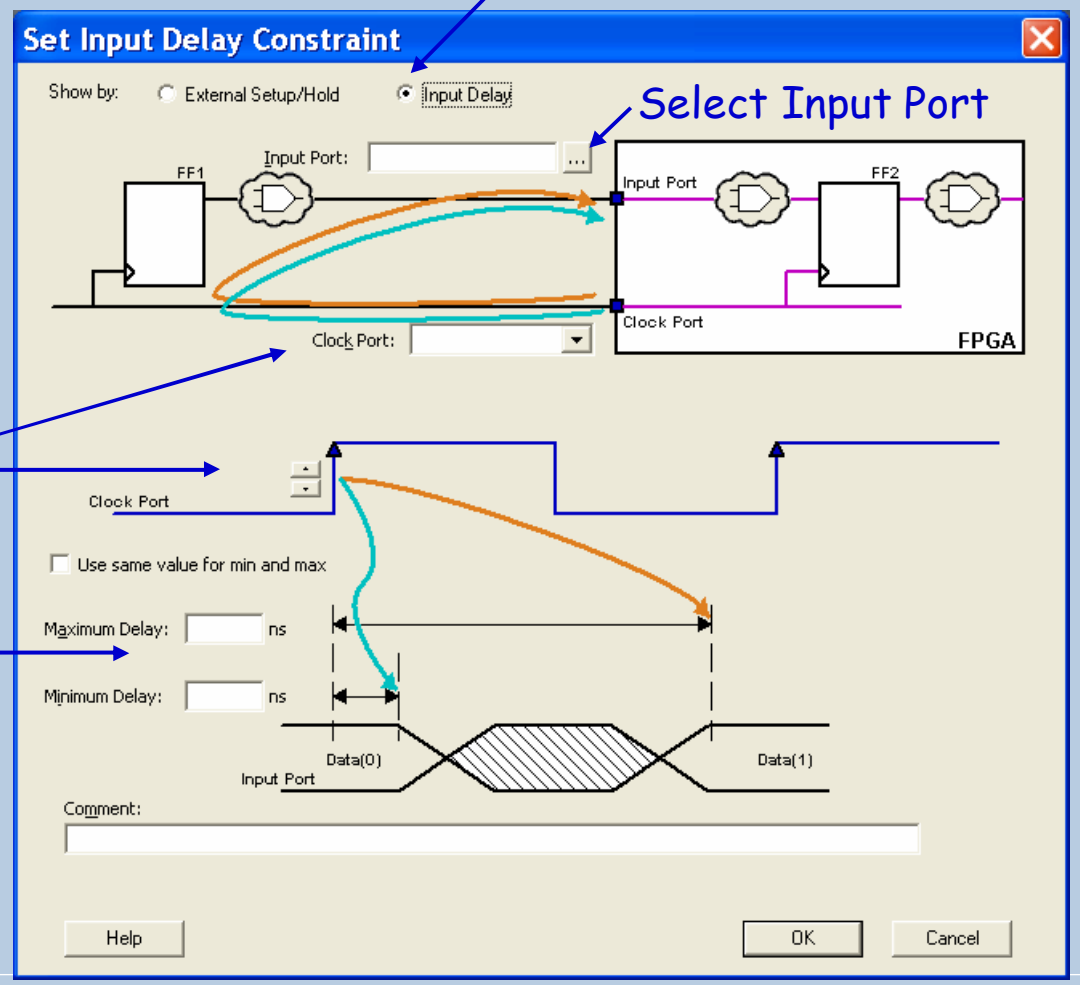 Set Input Delay Constraint
Show by: External Setup/Hold Input Delay
Select Input Port
Input Port: ...
FF1
Input Port
FF2
Clock Port
Clock Port:
FPGA
Clock Port
Use same value for min and max
Maximum Delay: ns
Minimum Delay: ns
Data(0)
Data(1)
Input Port
Comment:
Help
OK
Cancel